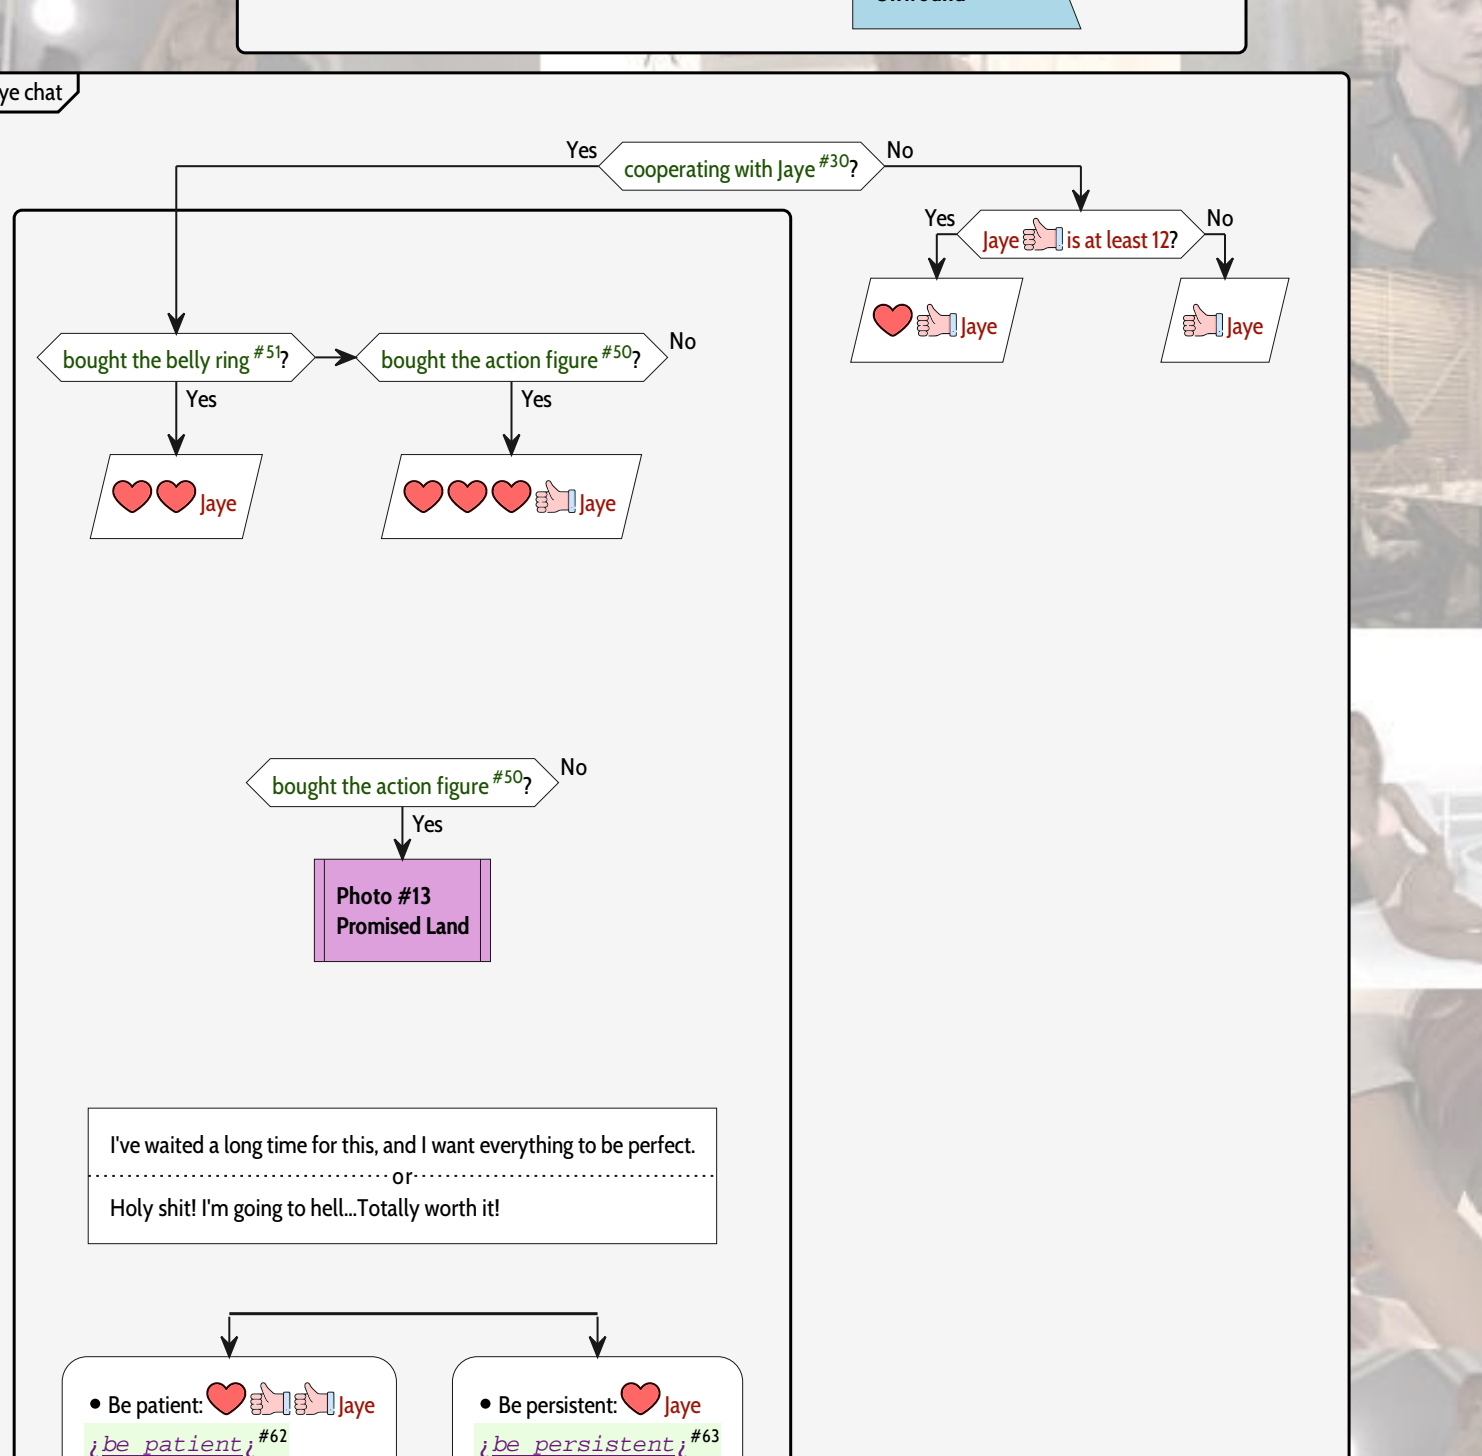 ye chat
Yes
cooperating with Jaye #30?
No
Yes
Jaye is at least 12?
No
Jaye
Jaye
bought the belly ring #51?
bought the action figure #50?
No
Yes
Yes
Jaye
Jaye
bought the action figure #50?
No
Yes
Photo #13
Promised Land
I've waited a long time for this, and I want everything to be perfect.
or
Holy shit! I'm going to hell...Totally worth it!
• Be patient: Jaye
¿be patient¿ #62
• Be persistent: Jaye
¿be persistent¿ #63